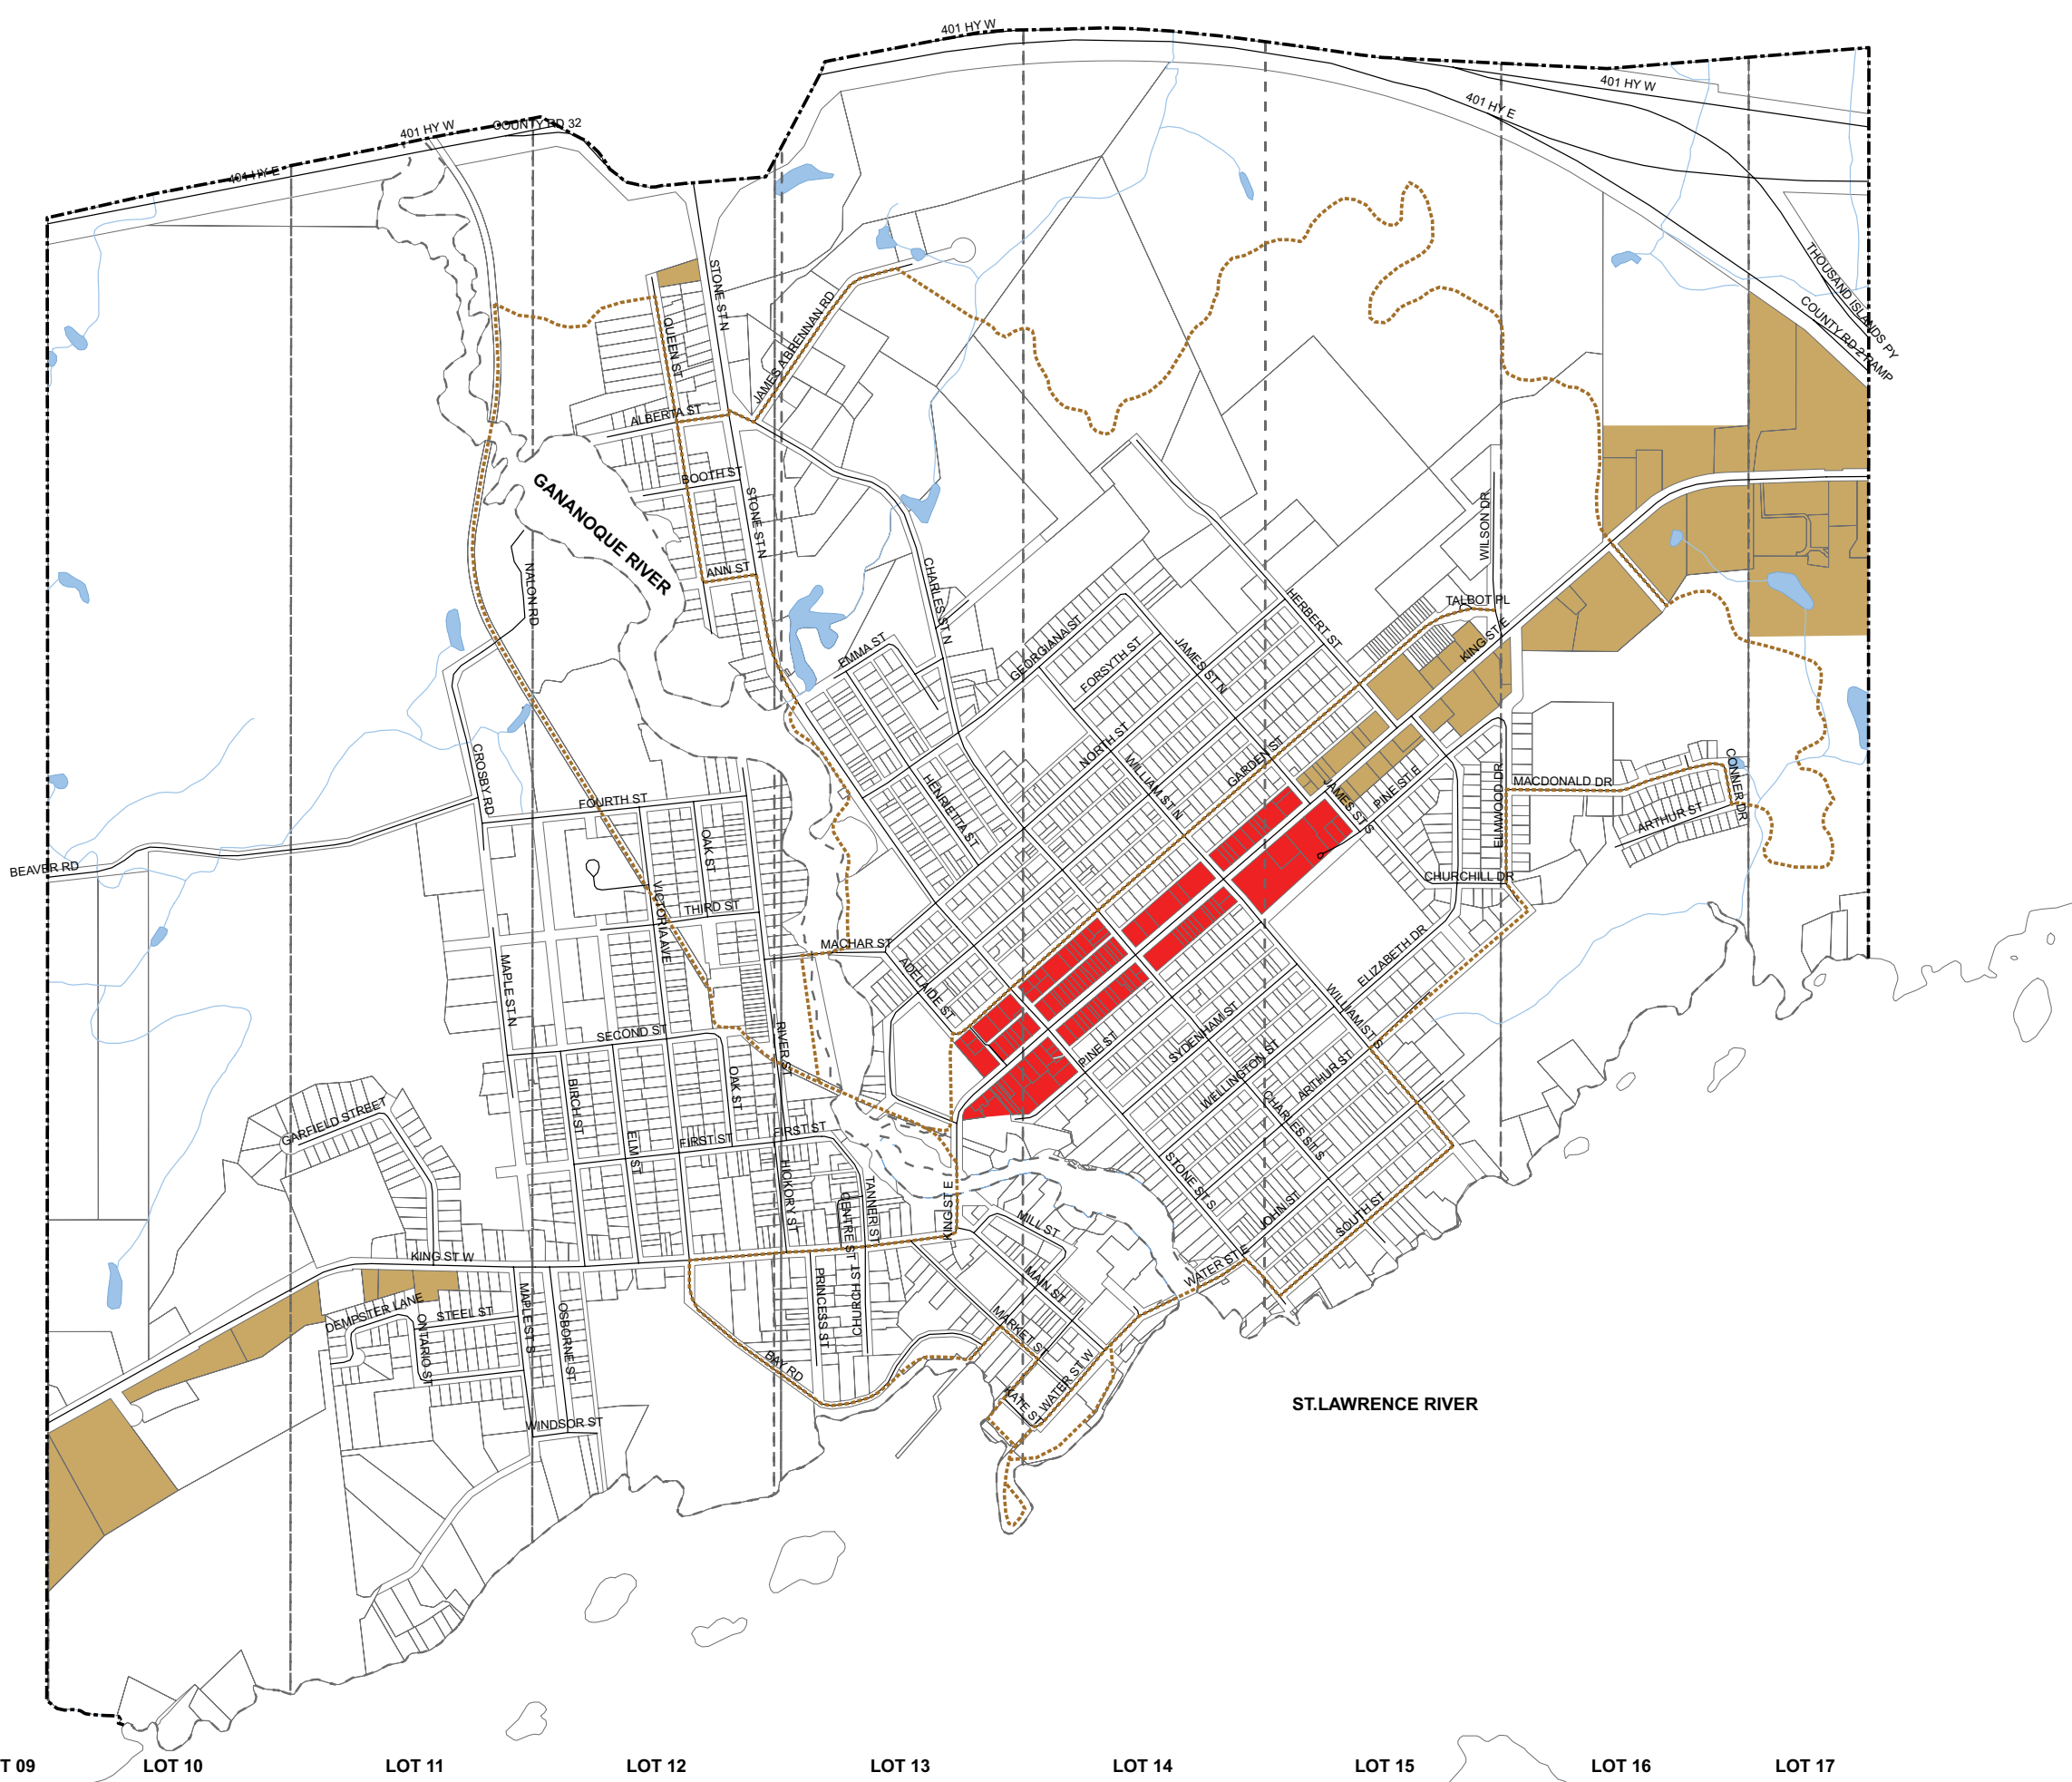 401 HY W
401 HY W
COUNTY RD 32
401 HY W
401 HY E
401 HY E
THOUSAND ISLANDS PY
COUNTY RD 2 RAMP
STONE ST N
QUEEN ST
JAMES A BRENNAN RD
ALBERTA ST
BOOTH ST
GANANOQUE RIVER
STONE ST N
WILSON DR
ANN ST
NALON RD
CHARLES ST N
HERBERT ST
TALBOT PL
EMMA ST
GEORGIANA ST
FORSYTH ST
JAMES ST N
KING ST E
NORTH ST
WILLIAM ST N
GARDEN ST
CROSBY RD
HENRIETTA ST
JAMES ST S
PINE ST E
ELMWOOD DR
MACDONALD DR
CONNER DR
ARTHUR ST
FOURTH ST
OAK ST
BEAVER RD
VICTORIA AVE
THIRD ST
CHURCHILL DR
MACHAR ST
ADELAIDE ST
ELIZABETH DR
MAPLE ST N
SECOND ST
RIVER ST
WILLIAM ST S
PINE ST
SYDENHAM ST
WELLINGTON ST
ARTHUR ST
BIRCH ST
OAK ST
CHARLES ST S
GARFIELD STREET
ELM ST
FIRST ST
FIRST ST
HICKORY ST
CENTRE ST
TANNER ST
KING ST E
STONE ST S
JOHN ST
SOUTH ST
MILL ST
KING ST W
MAIN ST
WATER ST E
DEMPSTER LANE
STEEL ST
ONTARIO ST
MAPLE ST S
OSBORNE ST
PRINCESS ST
CHURCH ST
MARKET ST
BAY RD
KATE ST
WATER ST W
WINDSOR ST
ST.LAWRENCE RIVER
T 09
LOT 10
LOT 11
LOT 12
LOT 13
LOT 14
LOT 15
LOT 16
LOT 17